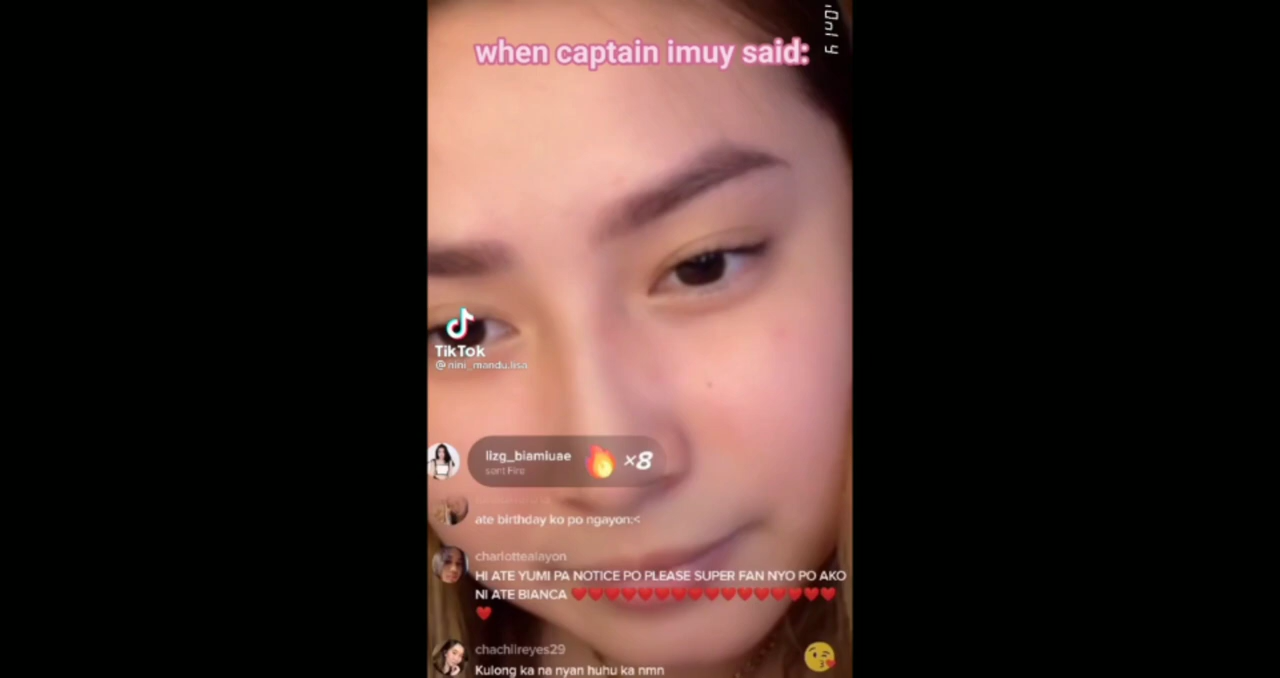 when captain imuy said:
TikTok
@nini_mandu.lisa
lizg_biamiuae
sent Fire
×8
ate birthday ko po ngayon:<
charlottealayon
HI ATE YUMI PA NOTICE PO PLEASE SUPER FAN NYO PO AKO
NI ATE BIANCA ❤️❤️❤️❤️❤️❤️❤️❤️❤️❤️❤️❤️❤️❤️❤️❤️
❤️
chachiireyes29
Kulong ka na nyan huhu ka nmn